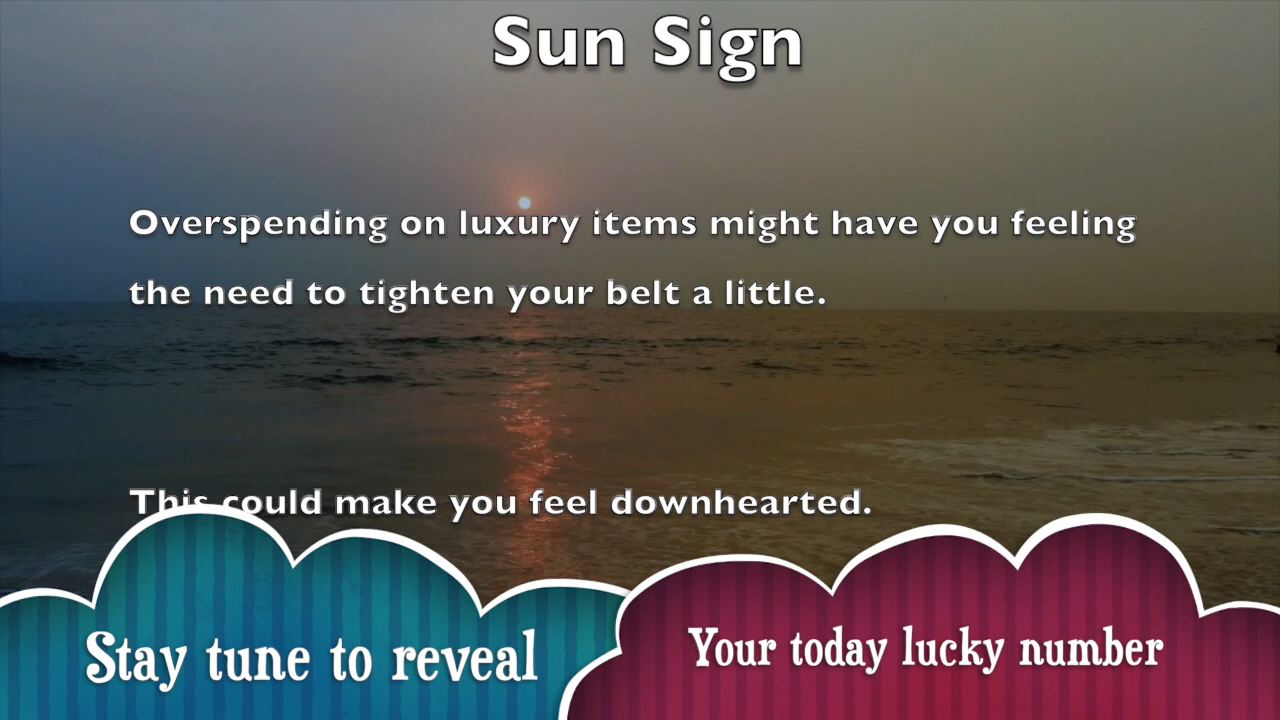 Sun Sign
Overspending on luxury items might have you feeling
the need to tighten your belt a little.
This could make you feel downhearted.
Stay tune to reveal
Your today lucky number